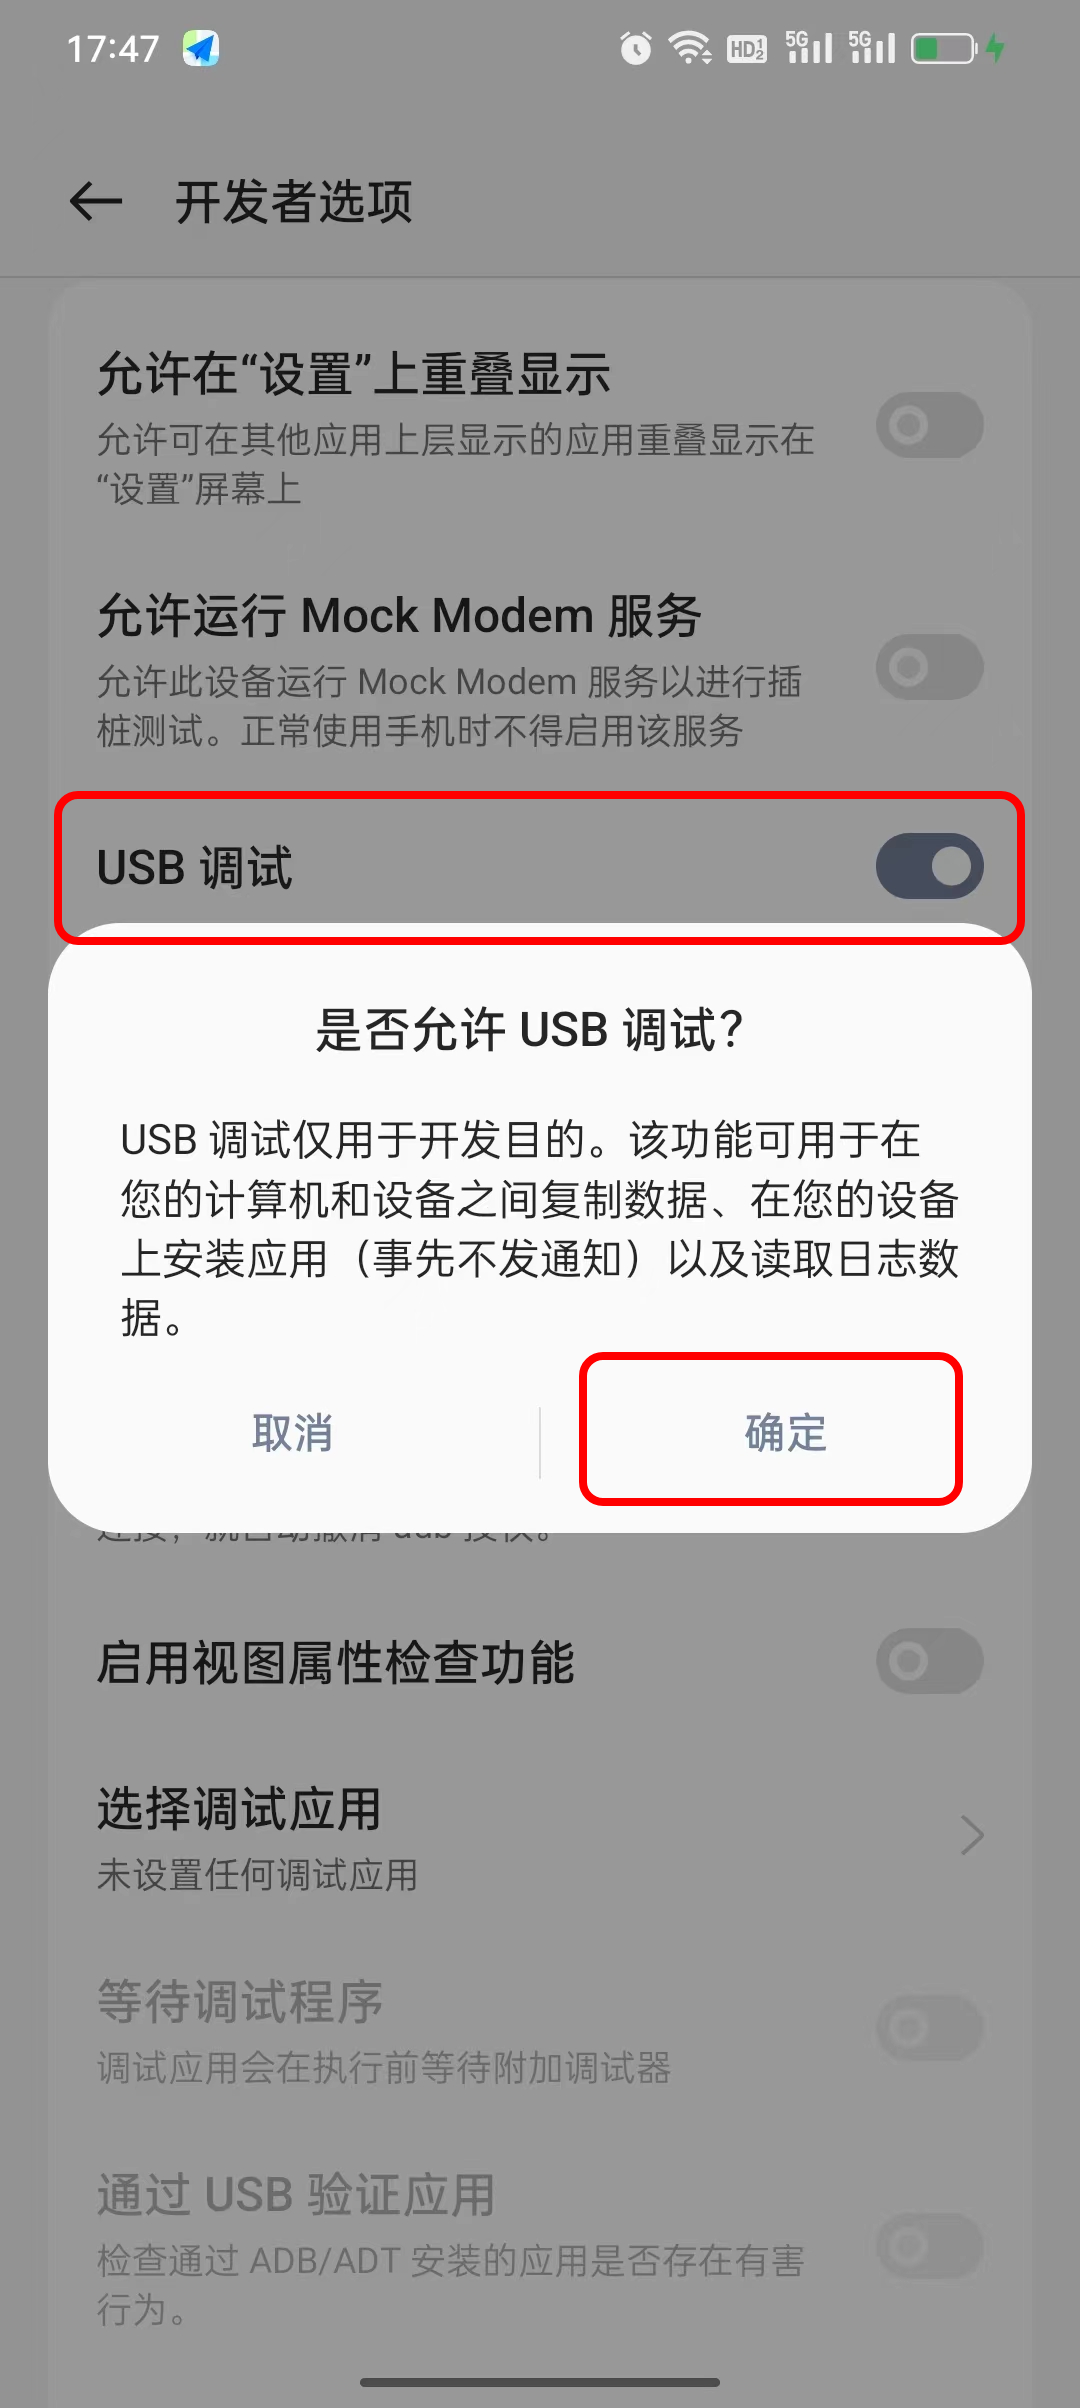 17:47
HD 1 2 5G 5G
开发者选项
允许在“设置”上重叠显示
允许可在其他应用上层显示的应用重叠显示在
“设置”屏幕上
允许运行 Mock Modem 服务
允许此设备运行 Mock Modem 服务以进行插
桩测试。正常使用手机时不得启用该服务
USB 调试
是否允许 USB 调试？
USB 调试仅用于开发目的。该功能可用于在
您的计算机和设备之间复制数据、在您的设备
上安装应用（事先不发通知）以及读取日志数
据。
取消
确定
启用视图属性检查功能
选择调试应用
未设置任何调试应用
等待调试程序
调试应用会在执行前等待附加调试器
通过 USB 验证应用
检查通过 ADB/ADT 安装的应用是否存在有害
行为。